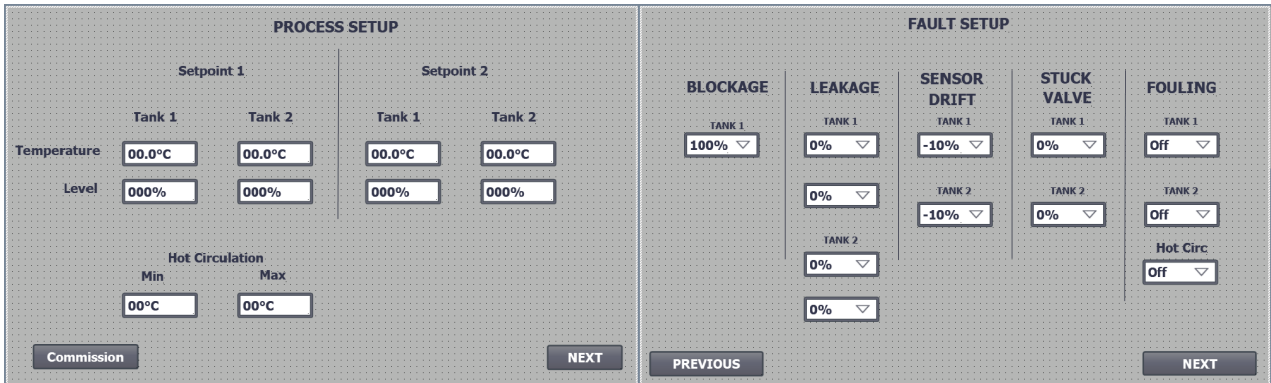 PROCESS SETUP
Setpoint 1 Setpoint 2
Tank 1 Tank 2 Tank 1 Tank 2
Temperature 00.0°C 00.0°C 00.0°C 00.0°C
Level 000% 000% 000% 000%
Hot Circulation
Min Max
00°C 00°C
Commission NEXT
FAULT SETUP
BLOCKAGE LEAKAGE SENSOR DRIFT STUCK VALVE FOULING
TANK 1 TANK 1 TANK 1 TANK 1 TANK 1
100% 0% -10% 0% Off
TANK 2 TANK 2 TANK 2
0% -10% 0% Off
TANK 2 Hot Circ
0% Off
0%
PREVIOUS NEXT